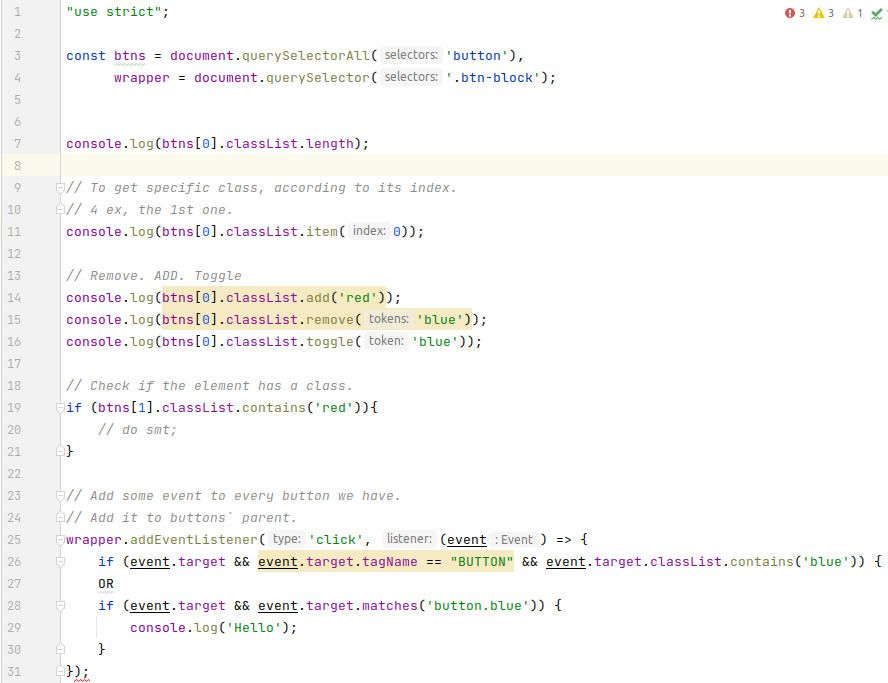 3 3 1
1 "use strict";
2
3 const btns = document.querySelectorAll( selectors: 'button'),
4 wrapper = document.querySelector( selectors: '.btn-block');
5
6
7 console.log(btns[0].classList.length);
8
9 // To get specific class, according to its index.
10 // 4 ex, the 1st one.
11 console.log(btns[0].classList.item( index: 0));
12
13 // Remove. ADD. Toggle
14 console.log(btns[0].classList.add('red'));
15 console.log(btns[0].classList.remove( tokens: 'blue'));
16 console.log(btns[0].classList.toggle( token: 'blue'));
17
18 // Check if the element has a class.
19 if (btns[1].classList.contains('red')){
20 // do smt;
21 }
22
23 // Add some event to every button we have.
24 // Add it to buttons` parent.
25 wrapper.addEventListener( type: 'click', listener: (event : Event ) => {
26 if (event.target && event.target.tagName == "BUTTON" && event.target.classList.contains('blue')) {
27 OR
28 if (event.target && event.target.matches('button.blue')) {
29 console.log('Hello');
30 }
31 });